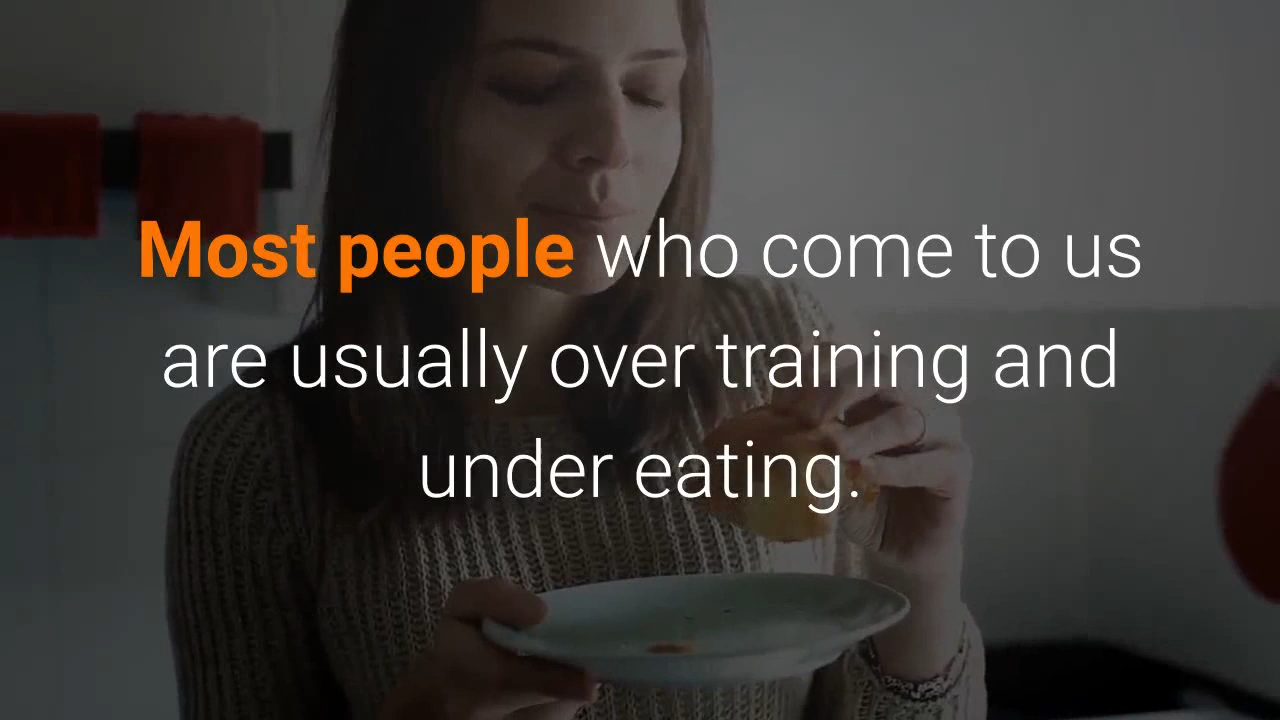 Most people who come to us
are usually over training and
under eating.